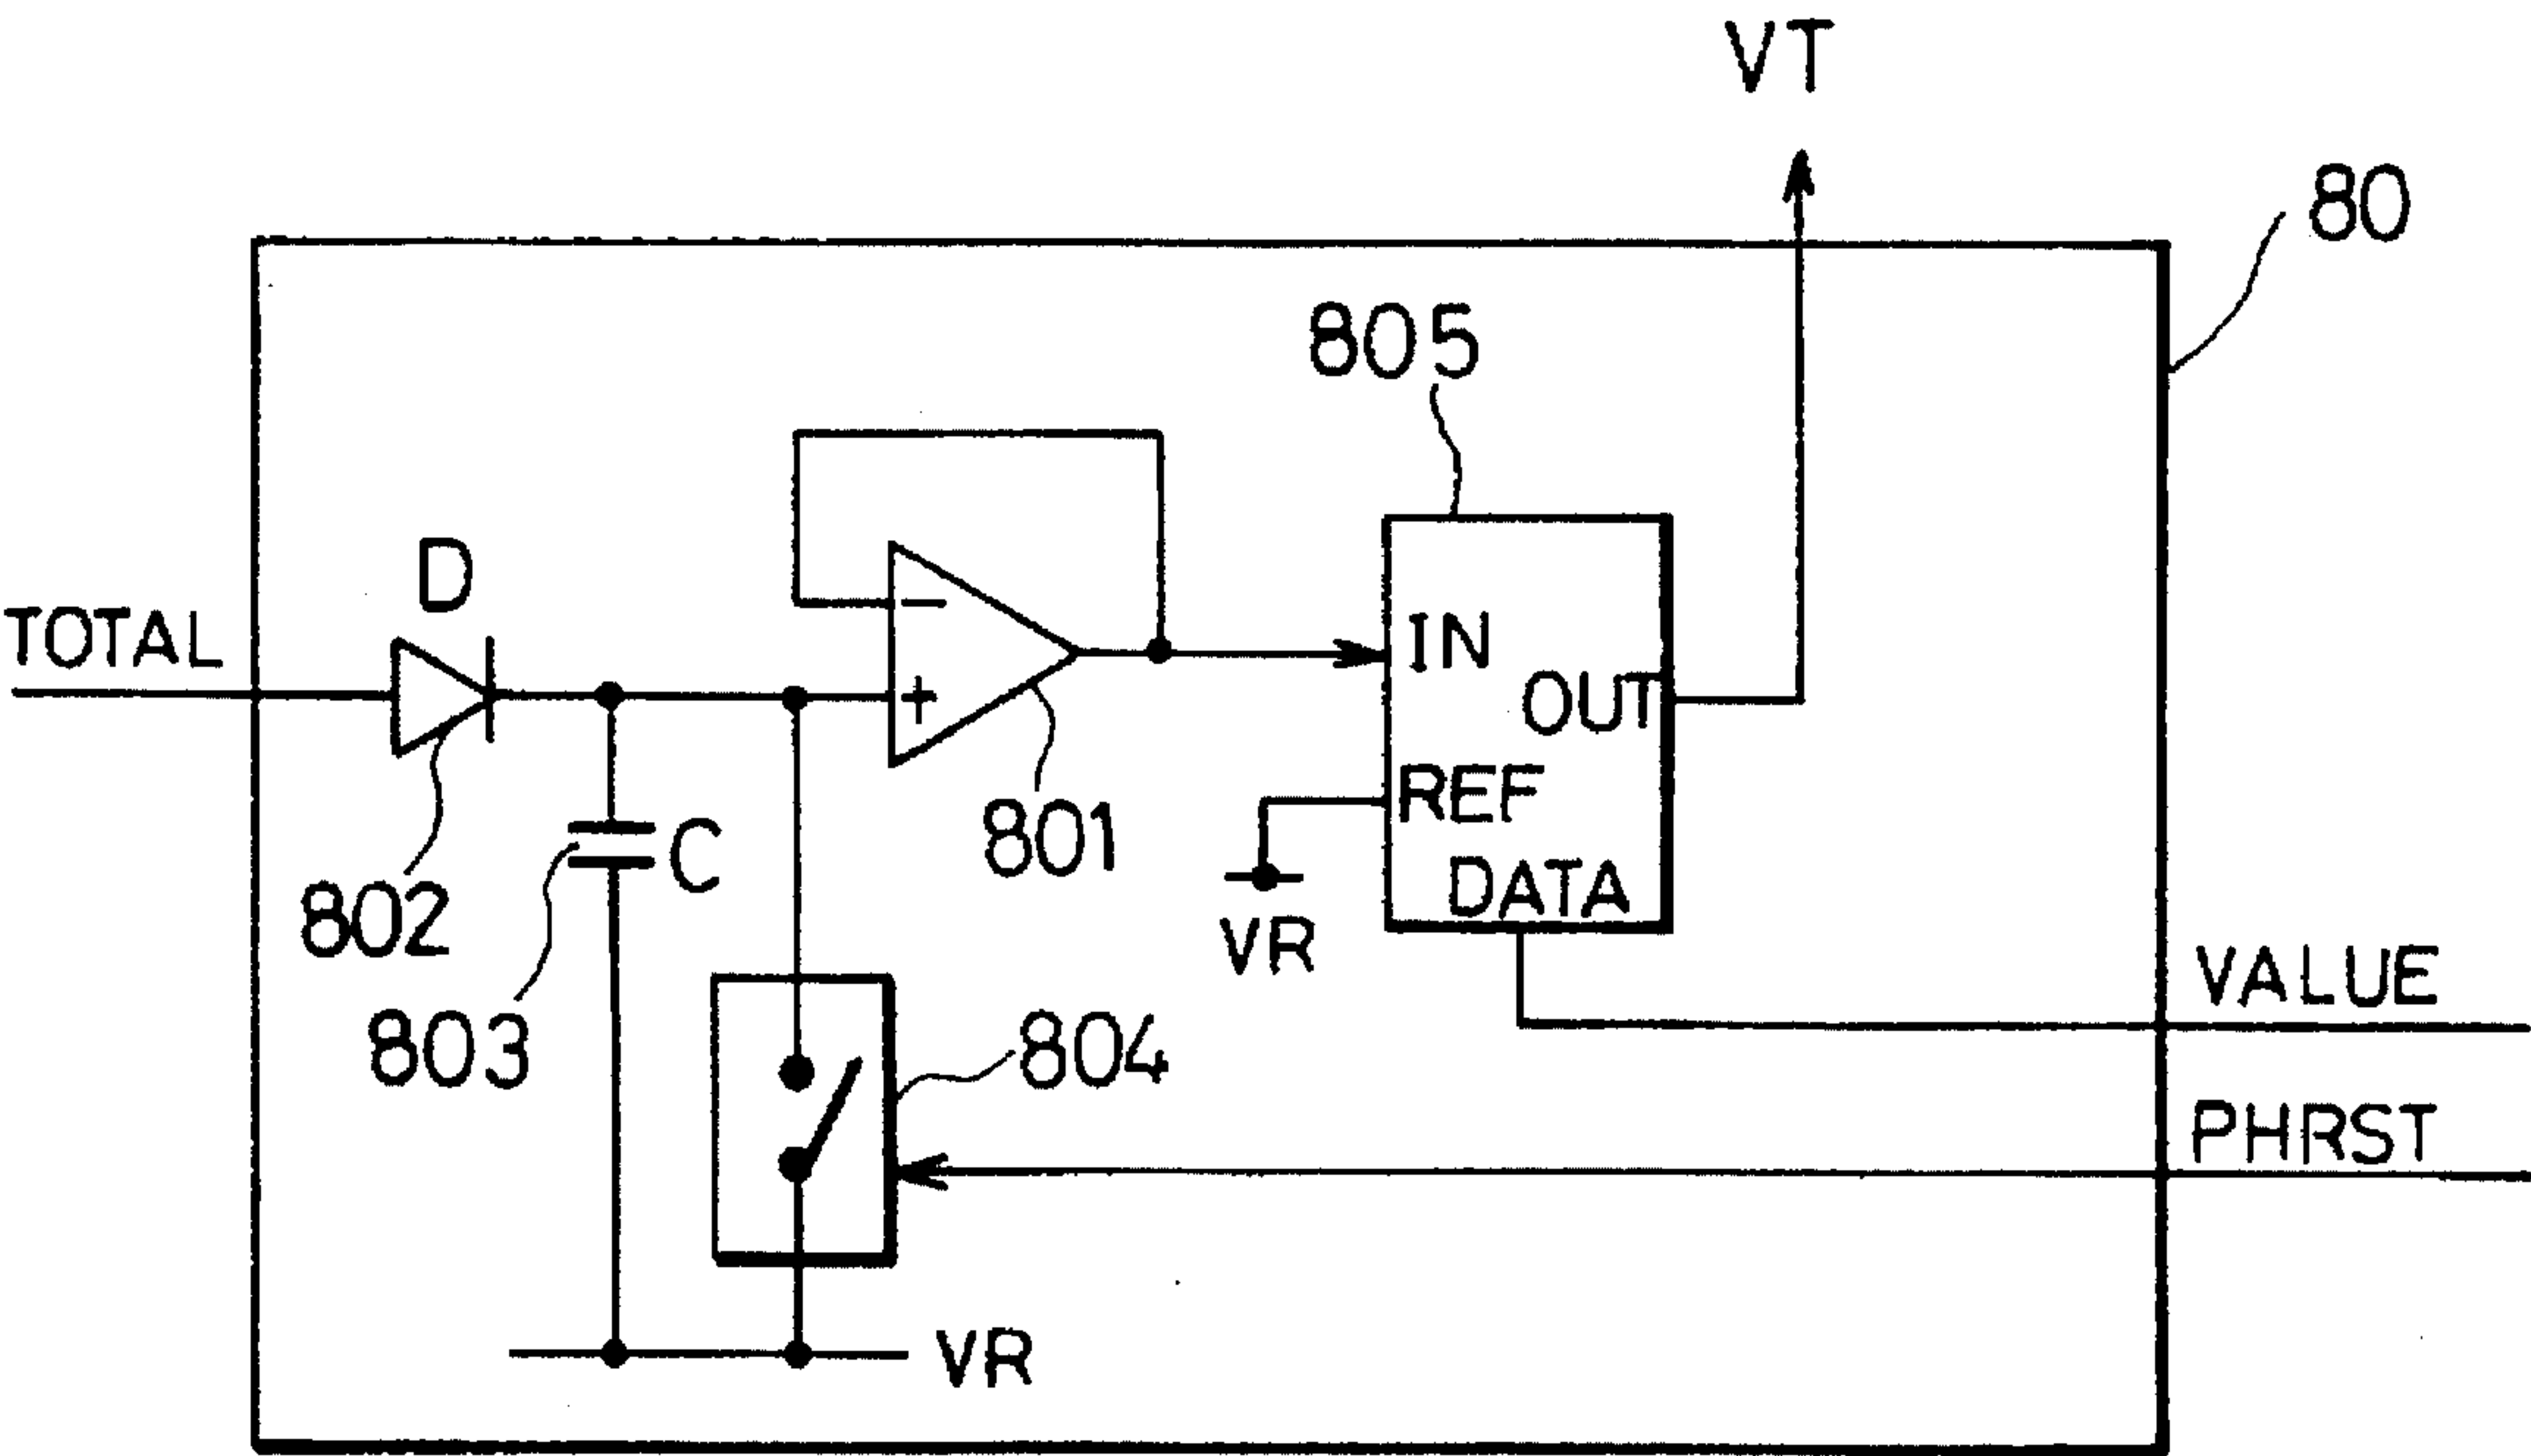 VT
80
805
D
TOTAL
IN
OUT
−
+
REF
801
C
DATA
802
VR
VALUE
803
804
PHRST
VR